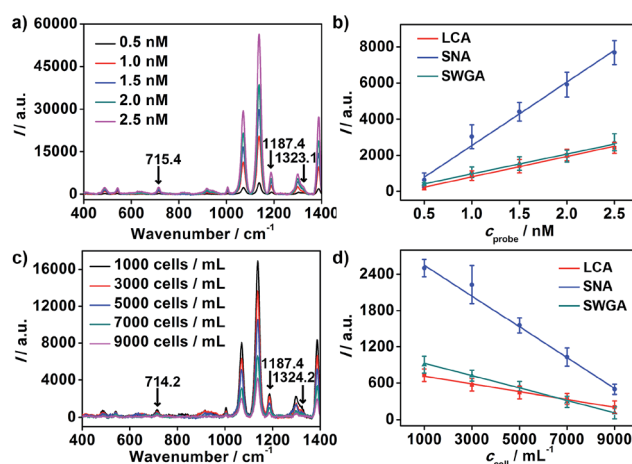 a)
0.5 nM
1.0 nM
1.5 nM
2.0 nM
2.5 nM
60000
45000
30000
15000
0
I / a.u.
715.4
1187.4
1323.1
400 600 800 1000 1200 1400
Wavenumber / cm⁻¹
b)
LCA
SNA
SWGA
8000
6000
4000
2000
0
I / a.u.
0.5 1.0 1.5 2.0 2.5
c_probe / nM
c)
1000 cells / mL
3000 cells / mL
5000 cells / mL
7000 cells / mL
9000 cells / mL
16000
12000
8000
4000
0
I / a.u.
714.2
1187.4
1324.2
400 600 800 1000 1200 1400
Wavenumber / cm⁻¹
d)
LCA
SNA
SWGA
2400
1800
1200
600
0
I / a.u.
1000 3000 5000 7000 9000
c_cell / mL⁻¹